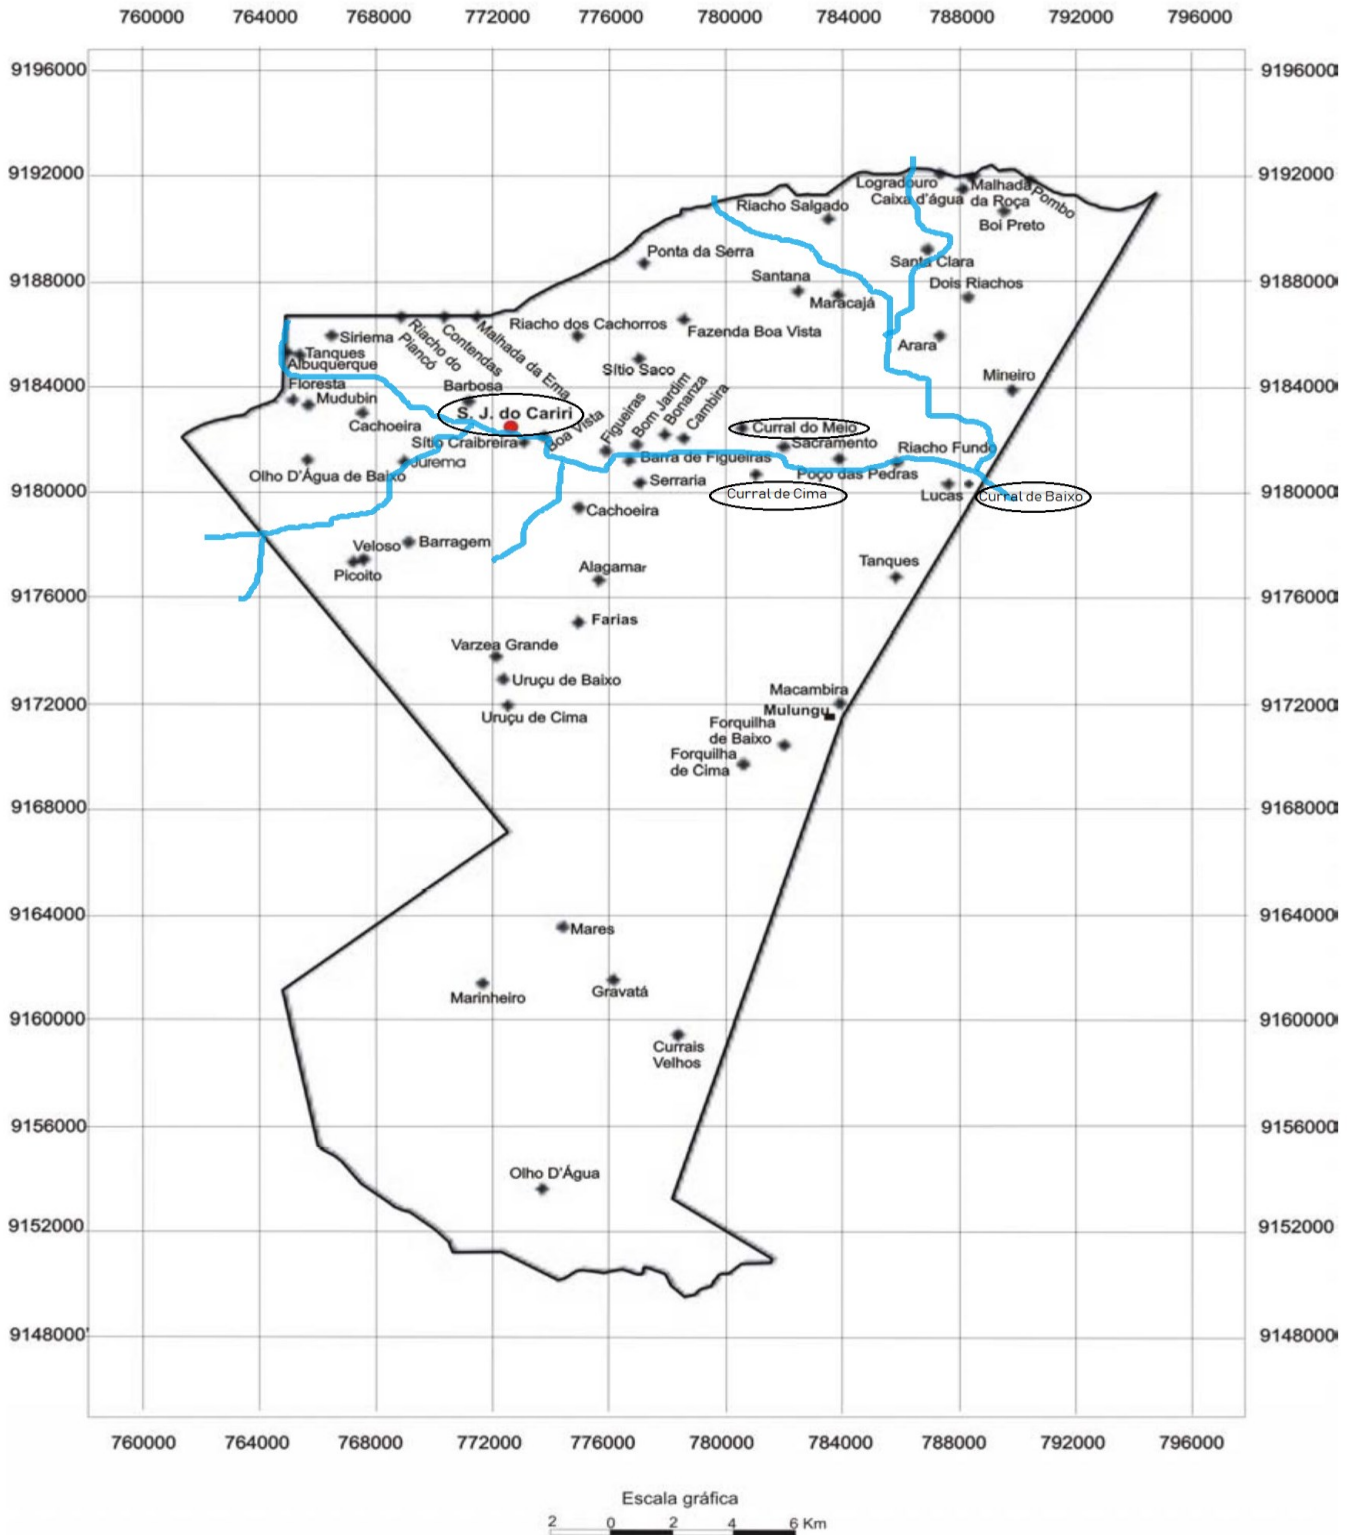 760000 764000 768000 772000 776000 780000 784000 788000 792000 796000
9196000 9196000
9192000 9192000
Logradouro
Malhada
da Roça
Pombo
Caixa d'água
Riacho Salgado
Boi Preto
Ponta da Serra
Santa Clara
Santana
Dois Riachos
9188000 9188000
Maracajá
Riacho dos Cachorros
Fazenda Boa Vista
Siriema
Riacho do
Piancó
Contendas
Malhada da Ema
Arara
Tanques
Albuquerque
Sítio Saco
Mineiro
9184000 9184000
Floresta
Barbosa
Mudubin
S. J. do Cariri
Cachoeira
Sítio Craibreira
Boa Vista
Figueiras
Bom Jardim
Bonanza
Cambira
Curral do Meio
Sacramento
Riacho Fundo
Jurema
Barra de Figueiras
Olho D'Água de Baixo
Poço das Pedras
Serraria
9180000 9180000
Curral de Cima
Lucas
Curral de Baixo
Cachoeira
Veloso
Barragem
Picoito
Alagamar
Tanques
9176000 9176000
Farias
Varzea Grande
Uruçu de Baixo
Uruçu de Cima
Macambira
Mulungu
9172000 9172000
Forquilha
de Baixo
Forquilha
de Cima
9168000 9168000
9164000 9164000
Mares
Marinheiro
Gravatá
9160000 9160000
Currais
Velhos
9156000 9156000
Olho D'Água
9152000 9152000
9148000' 9148000
760000 764000 768000 772000 776000 780000 784000 788000 792000 796000
Escala gráfica
2 0 2 4 6 Km